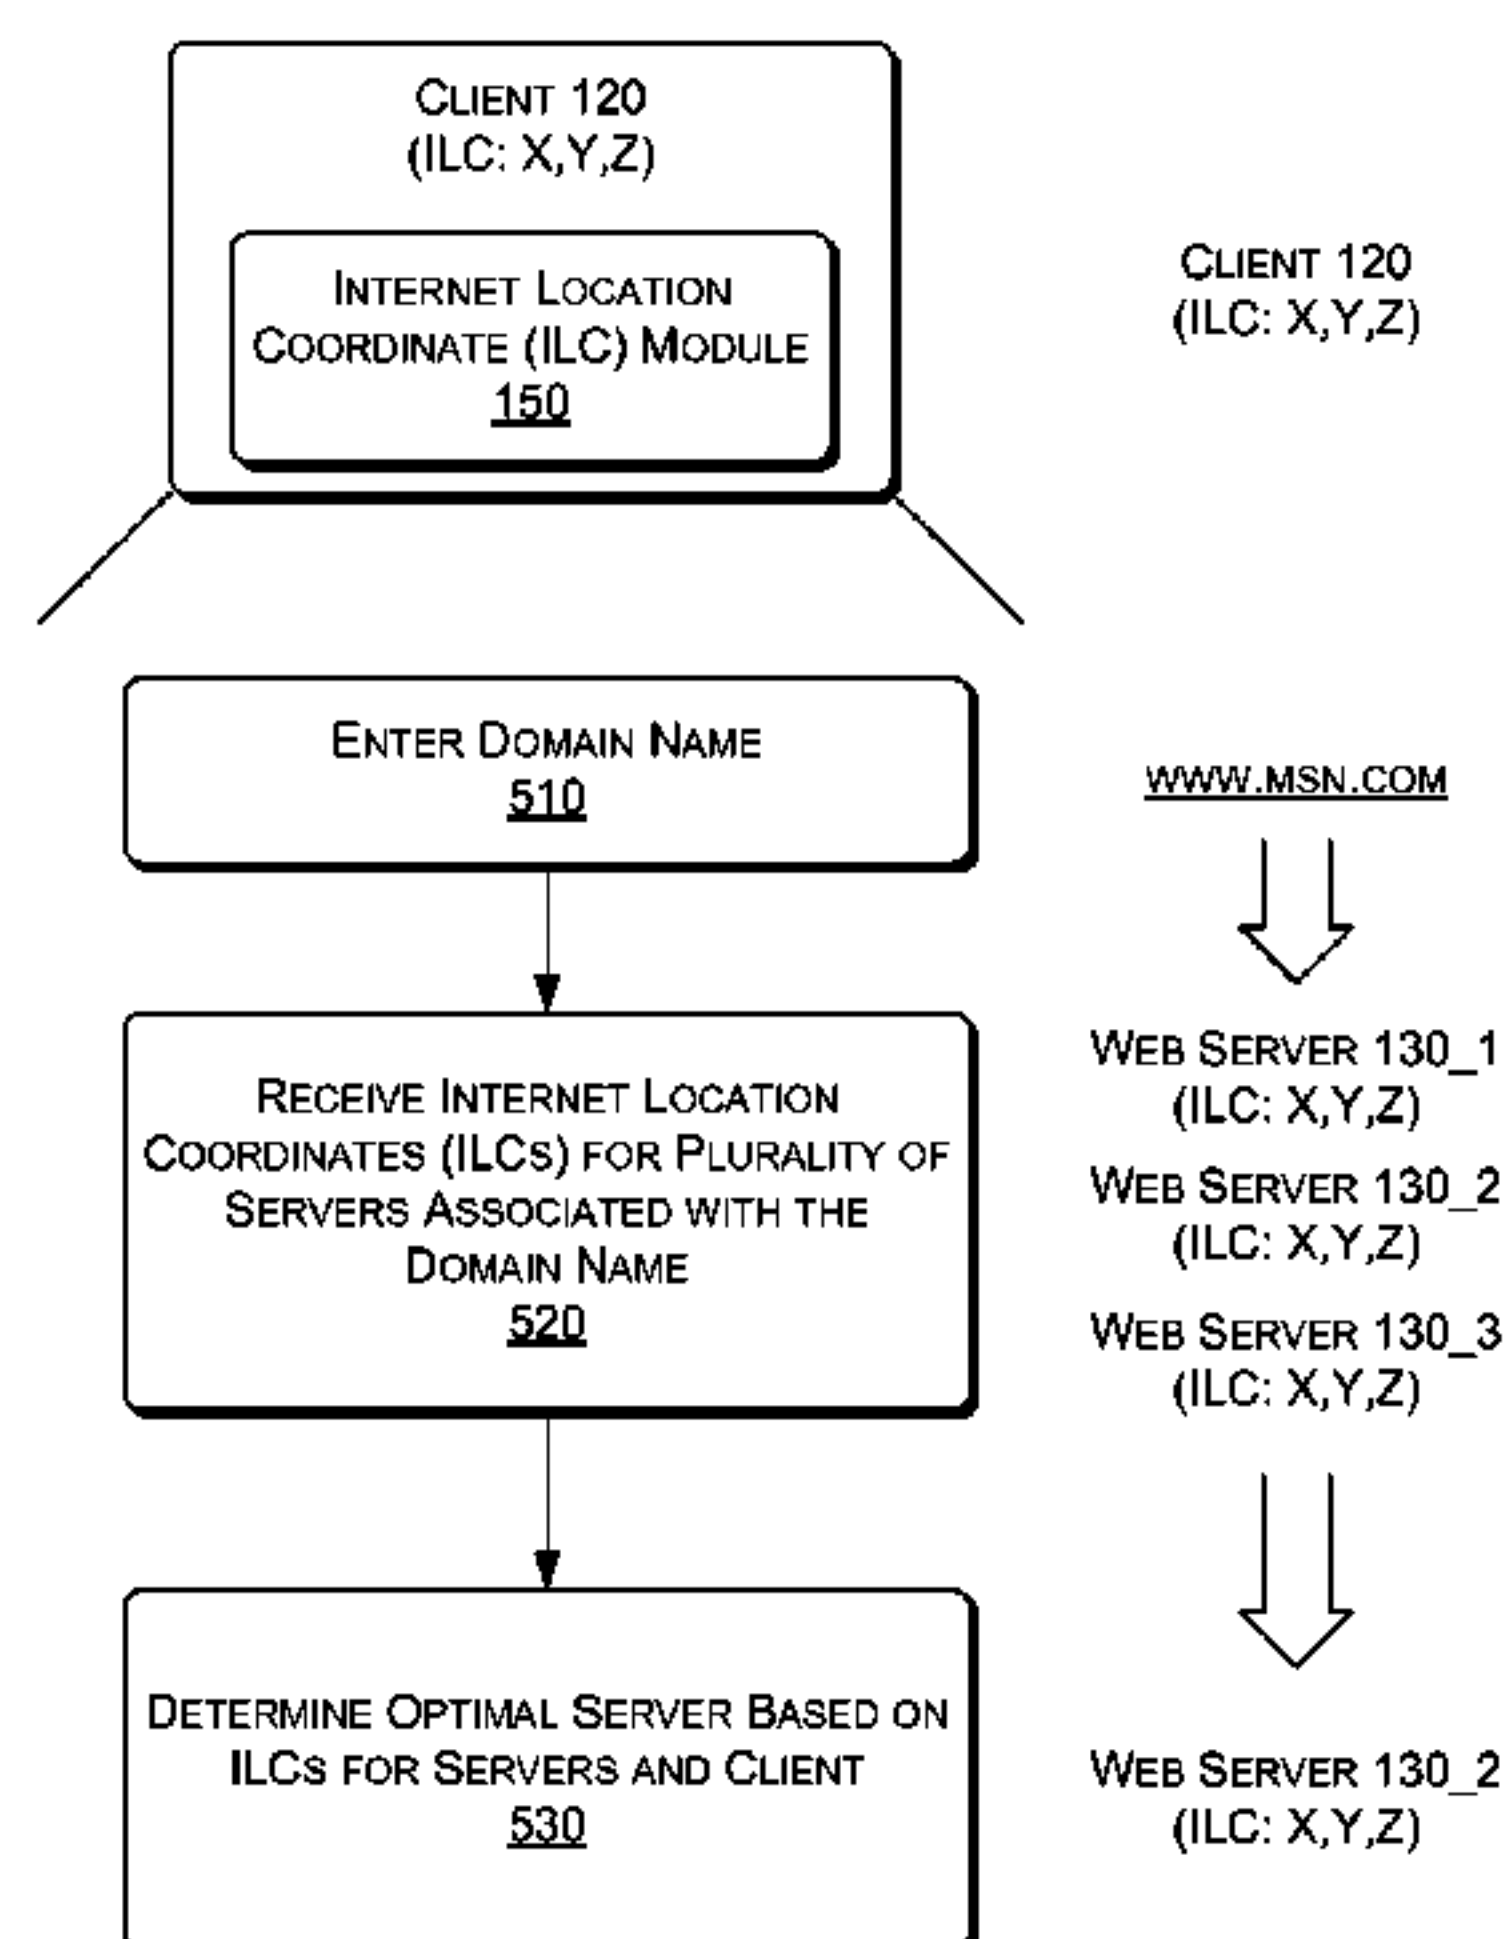 CLIENT 120
(ILC: X,Y,Z)
INTERNET LOCATION
COORDINATE (ILC) MODULE
150
CLIENT 120
(ILC: X,Y,Z)
ENTER DOMAIN NAME
510
WWW.MSN.COM
RECEIVE INTERNET LOCATION
COORDINATES (ILCS) FOR PLURALITY OF
SERVERS ASSOCIATED WITH THE
DOMAIN NAME
520
WEB SERVER 130_1
(ILC: X,Y,Z)
WEB SERVER 130_2
(ILC: X,Y,Z)
WEB SERVER 130_3
(ILC: X,Y,Z)
DETERMINE OPTIMAL SERVER BASED ON
ILCS FOR SERVERS AND CLIENT
530
WEB SERVER 130_2
(ILC: X,Y,Z)